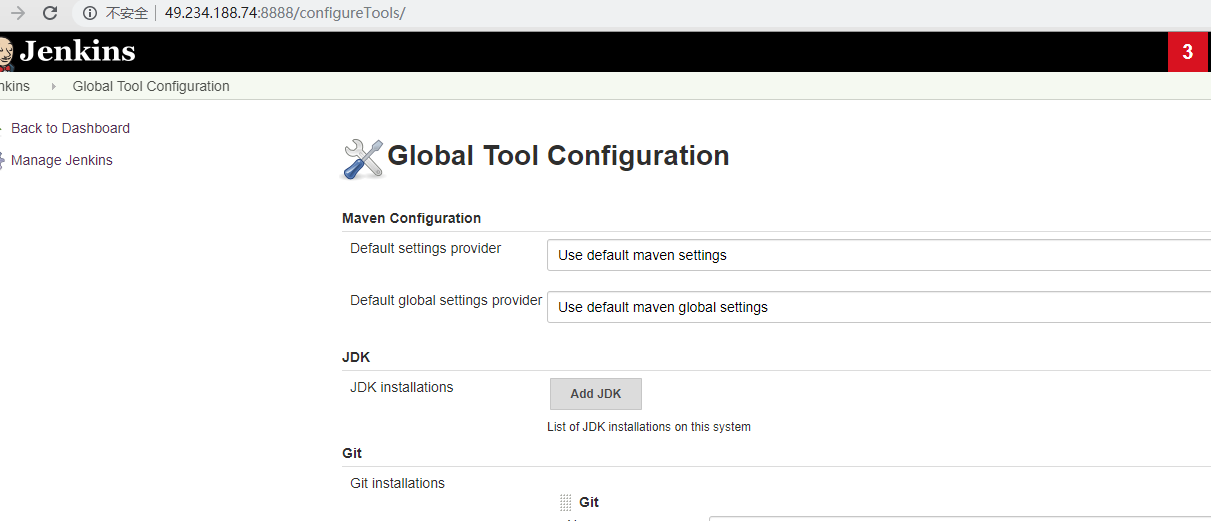 不安全 49.234.188.74:8888/configureTools/
Jenkins 3
nkins Global Tool Configuration
Back to Dashboard
Manage Jenkins
Global Tool Configuration
Maven Configuration
Default settings provider Use default maven settings
Default global settings provider Use default maven global settings
JDK
JDK installations Add JDK
List of JDK installations on this system
Git
Git installations
Git